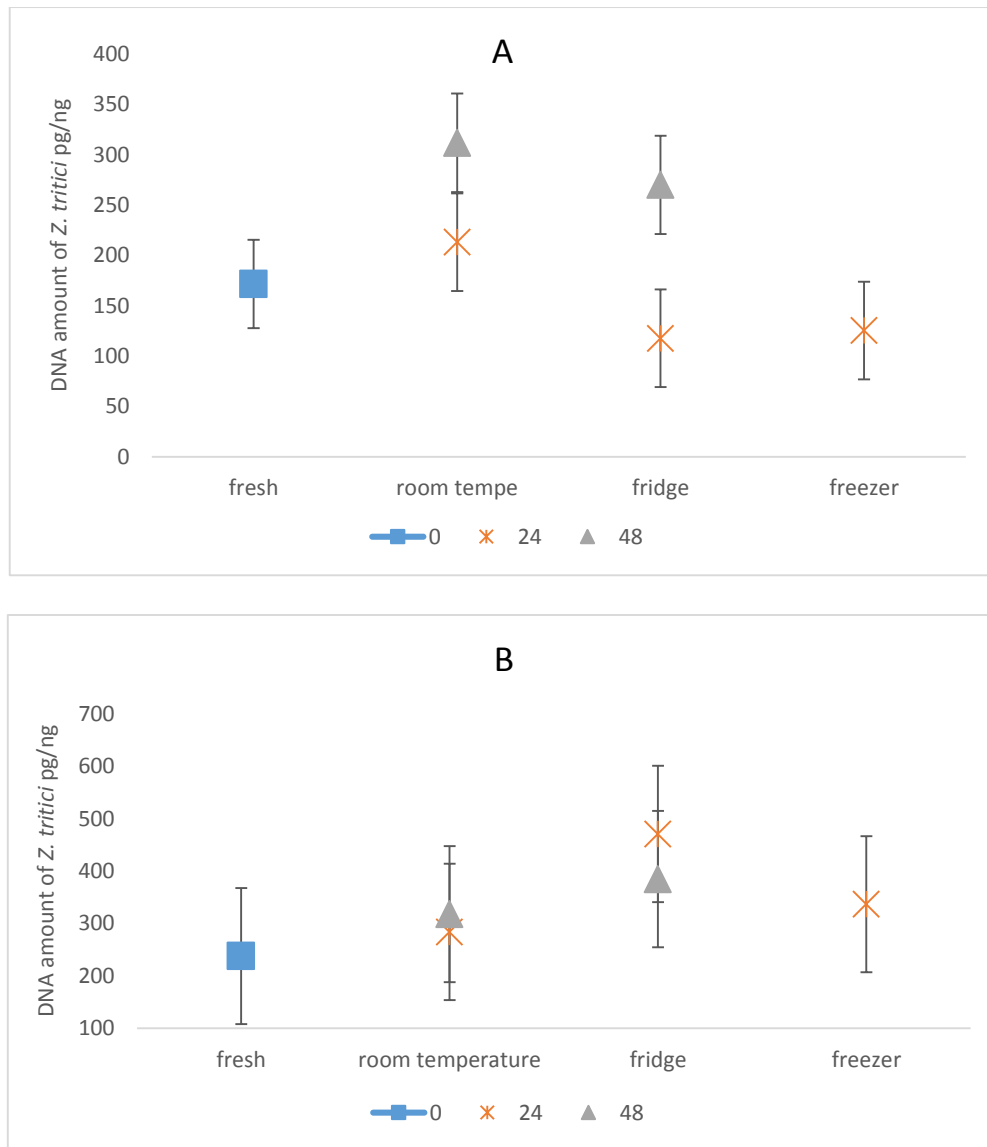 A
DNA amount of Z. tritici pg/ng
400
350
300
250
200
150
100
50
0
fresh room tempe fridge freezer
0 24 48
B
DNA amount of Z. tritici pg/ng
700
600
500
400
300
200
100
fresh room temperature fridge freezer
0 24 48